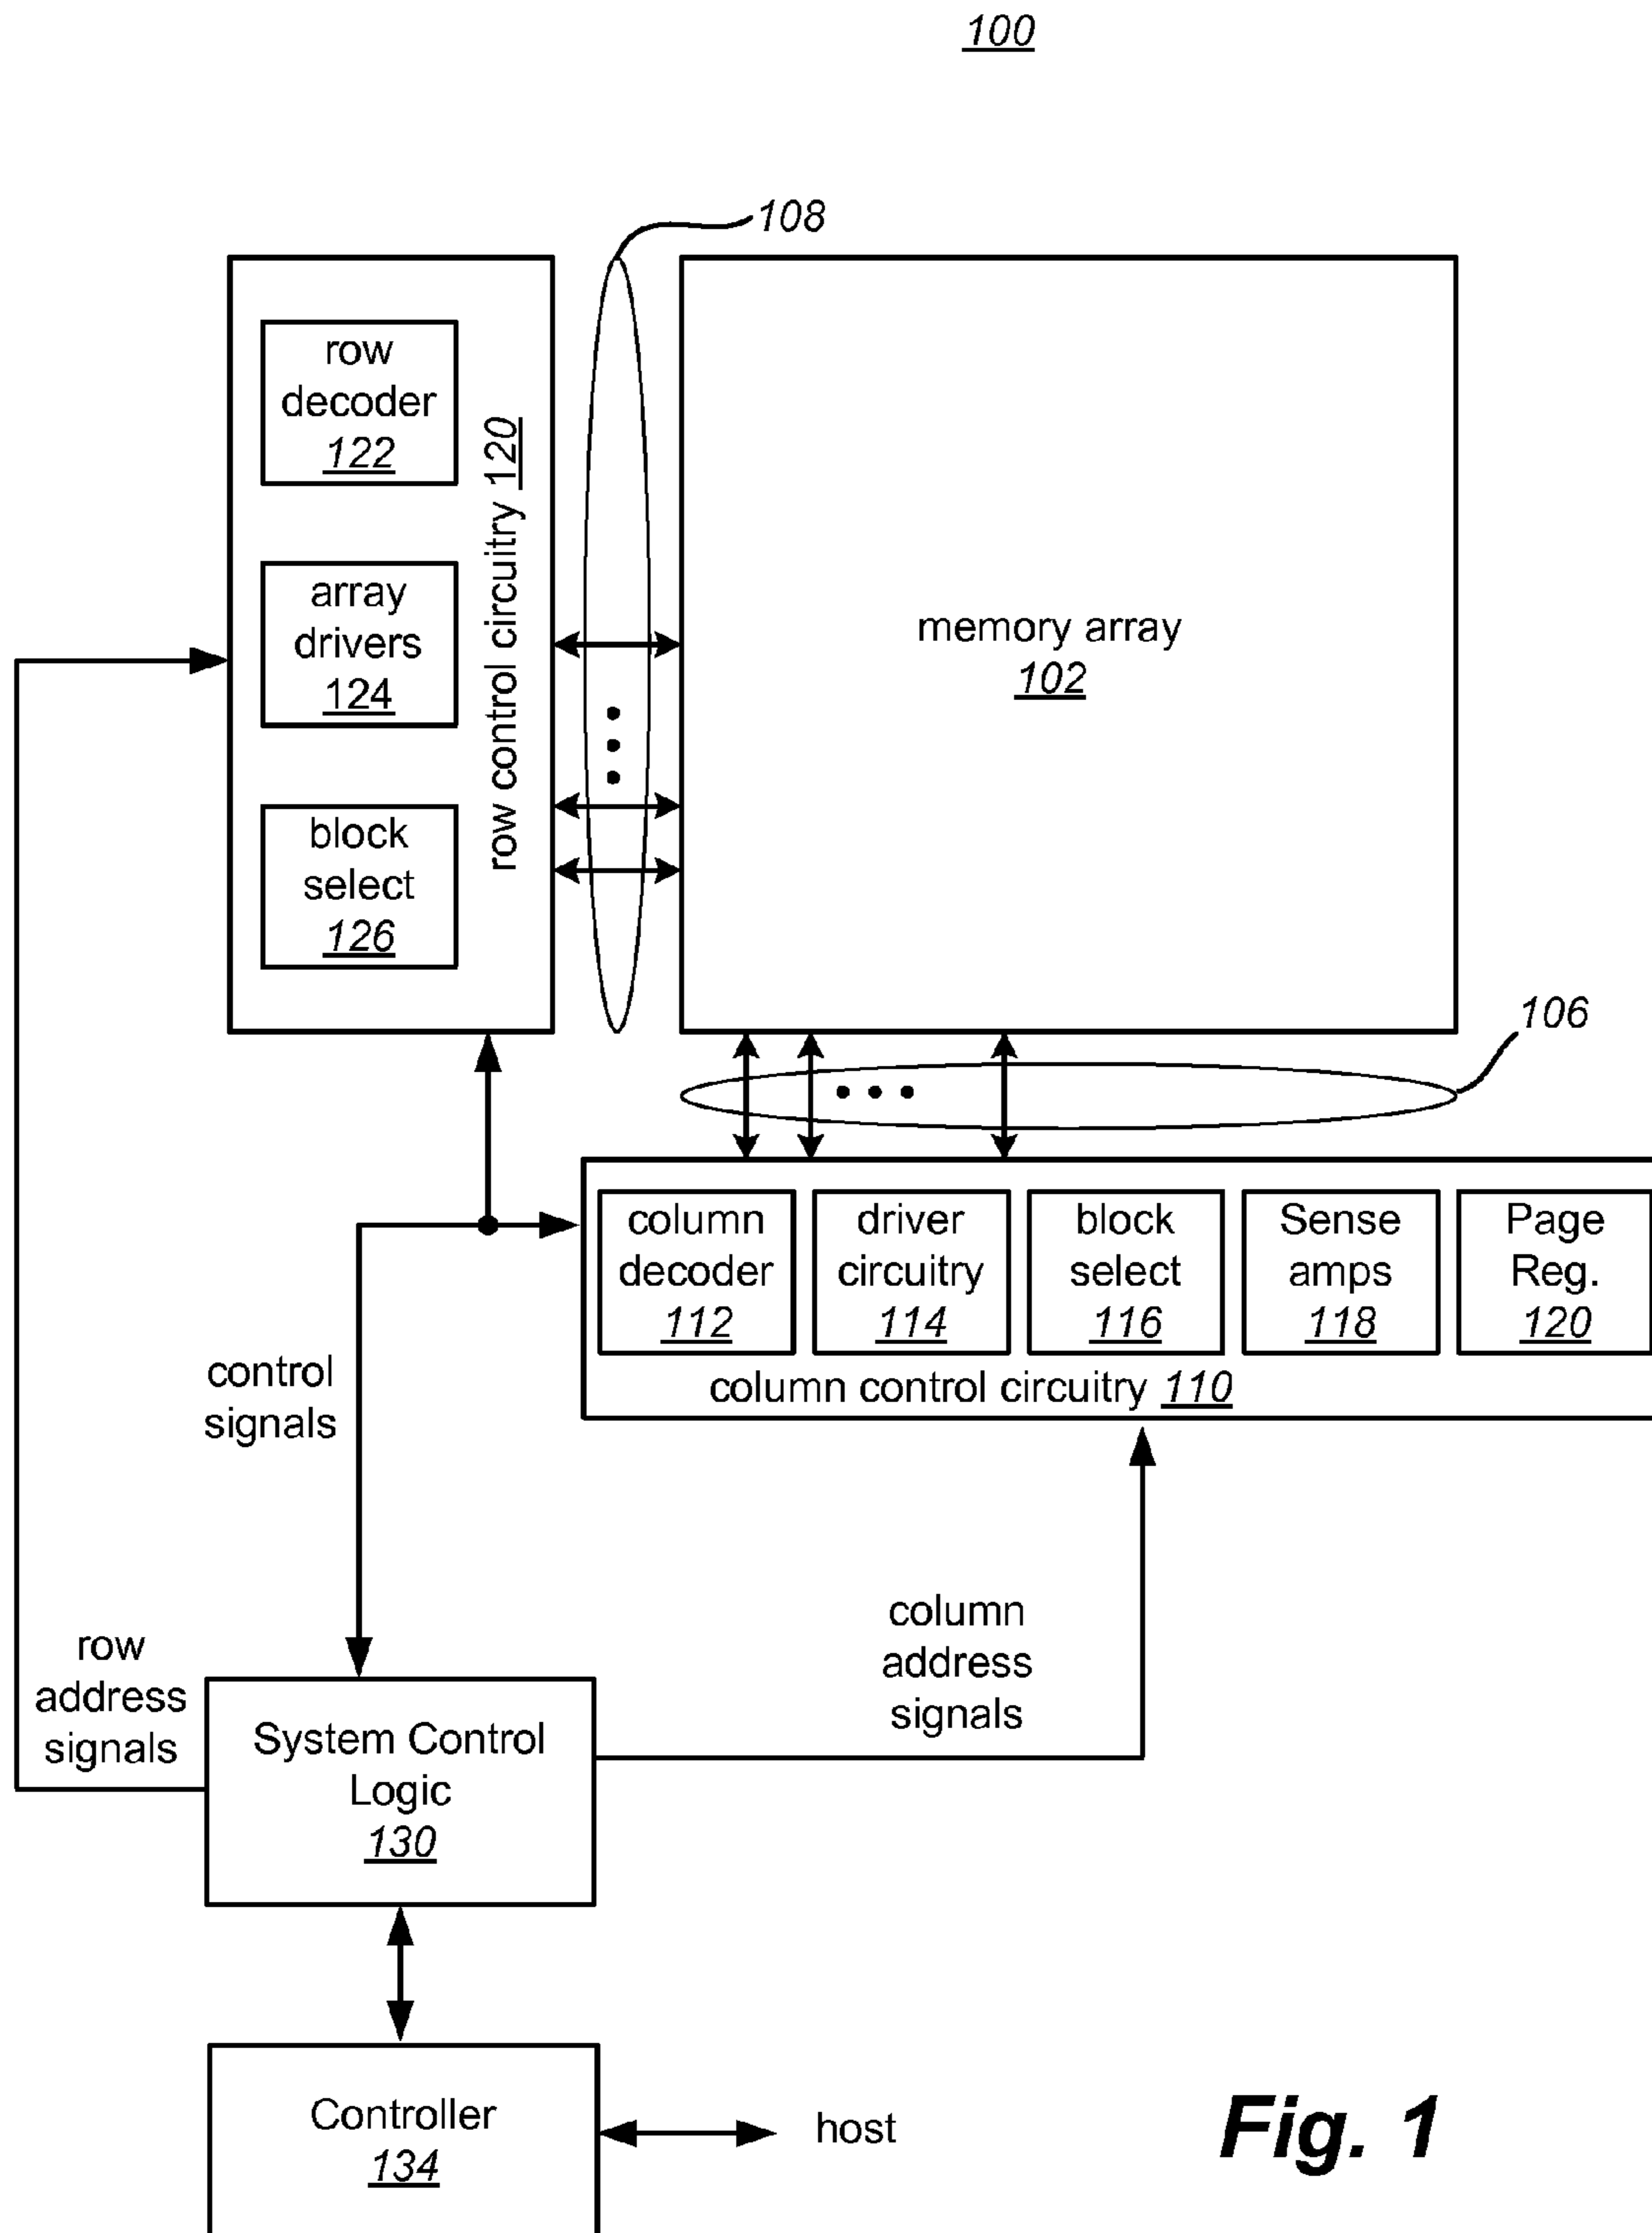 100
108
row
decoder
122
array
drivers
124
block
select
126
row control circuitry 120
memory array
102
106
column
decoder
112
driver
circuitry
114
block
select
116
Sense
amps
118
Page
Reg.
120
column control circuitry 110
control
signals
row
address
signals
column
address
signals
System Control
Logic
130
Controller
134
host
Fig. 1